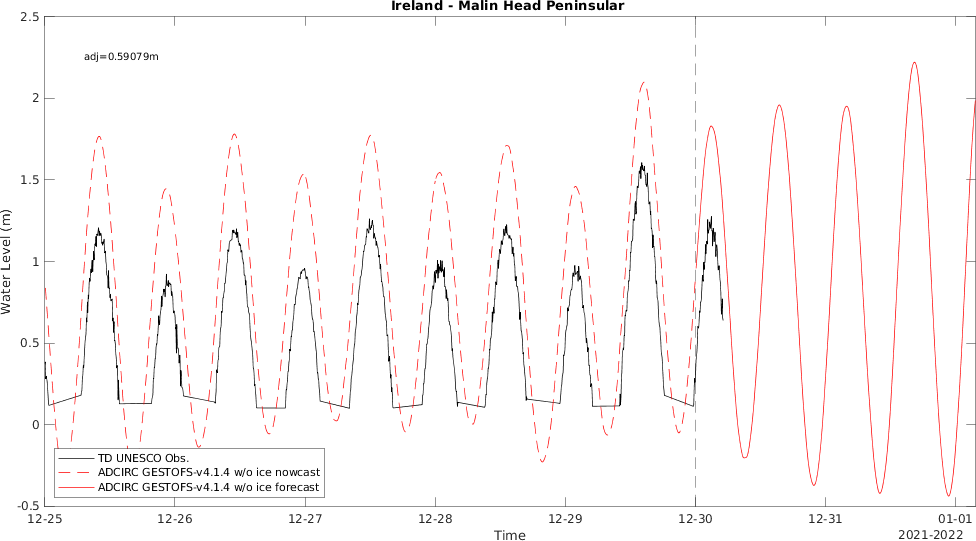 Ireland - Malin Head Peninsular
2.5
adj=0.59079m
2
1.5
1
0.5
0
-0.5
Water Level (m)
TD UNESCO Obs.
ADCIRC GESTOFS-v4.1.4 w/o ice nowcast
ADCIRC GESTOFS-v4.1.4 w/o ice forecast
12-25 12-26 12-27 12-28 12-29 12-30 12-31 01-01
Time
2021-2022